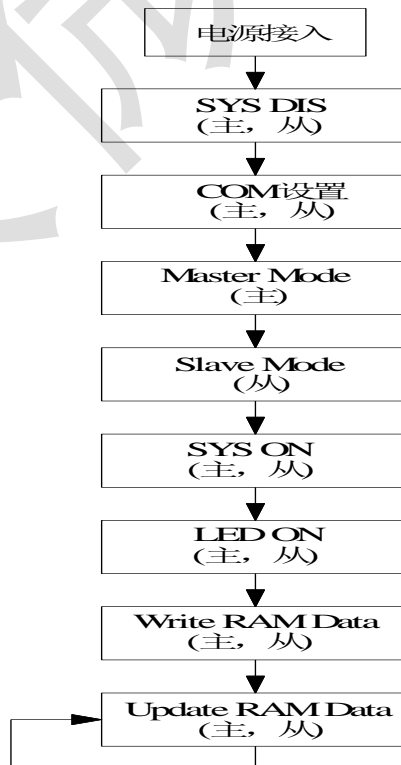 电源接入
SYS DIS
(主, 从)
COM设置
(主, 从)
Master Mode
(主)
Slave Mode
(从)
SYS ON
(主, 从)
LED ON
(主, 从)
Write RAM Data
(主, 从)
Update RAM Data
(主, 从)